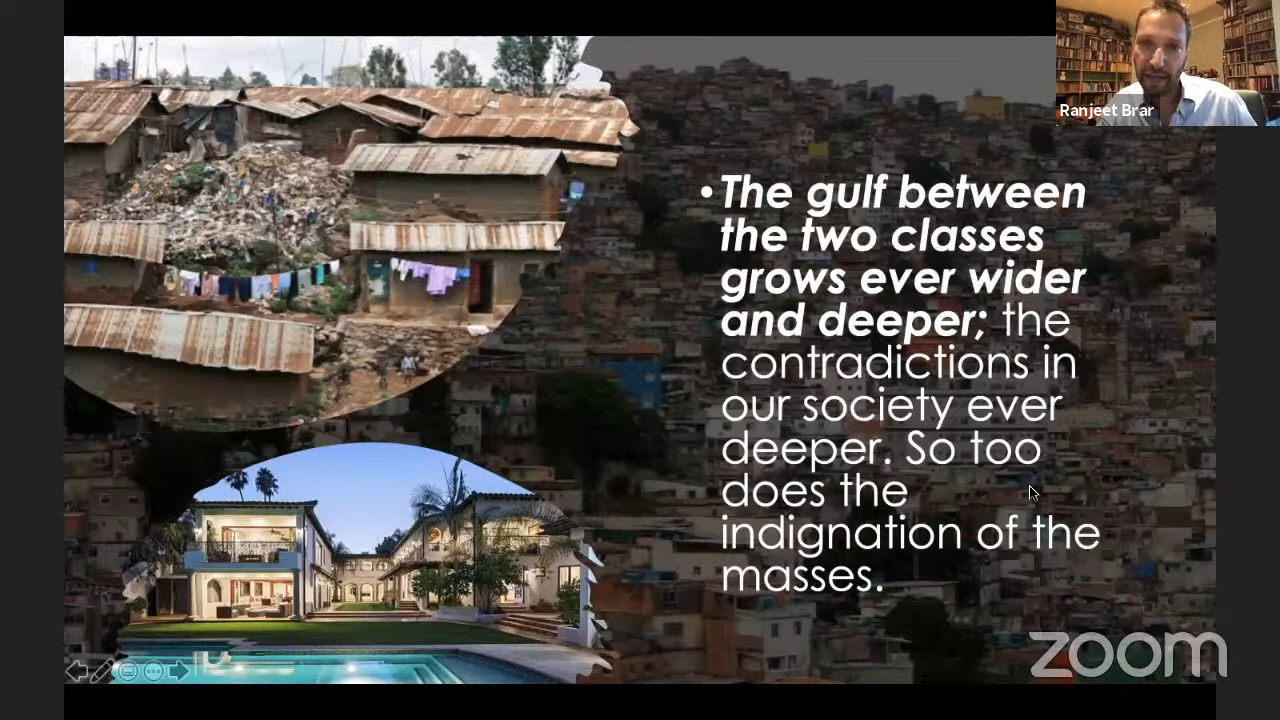 Ranjeet Brar
• The gulf between
the two classes
grows ever wider
and deeper; the
contradictions in
our society ever
deeper. So too
does the
indignation of the
masses.
zoom